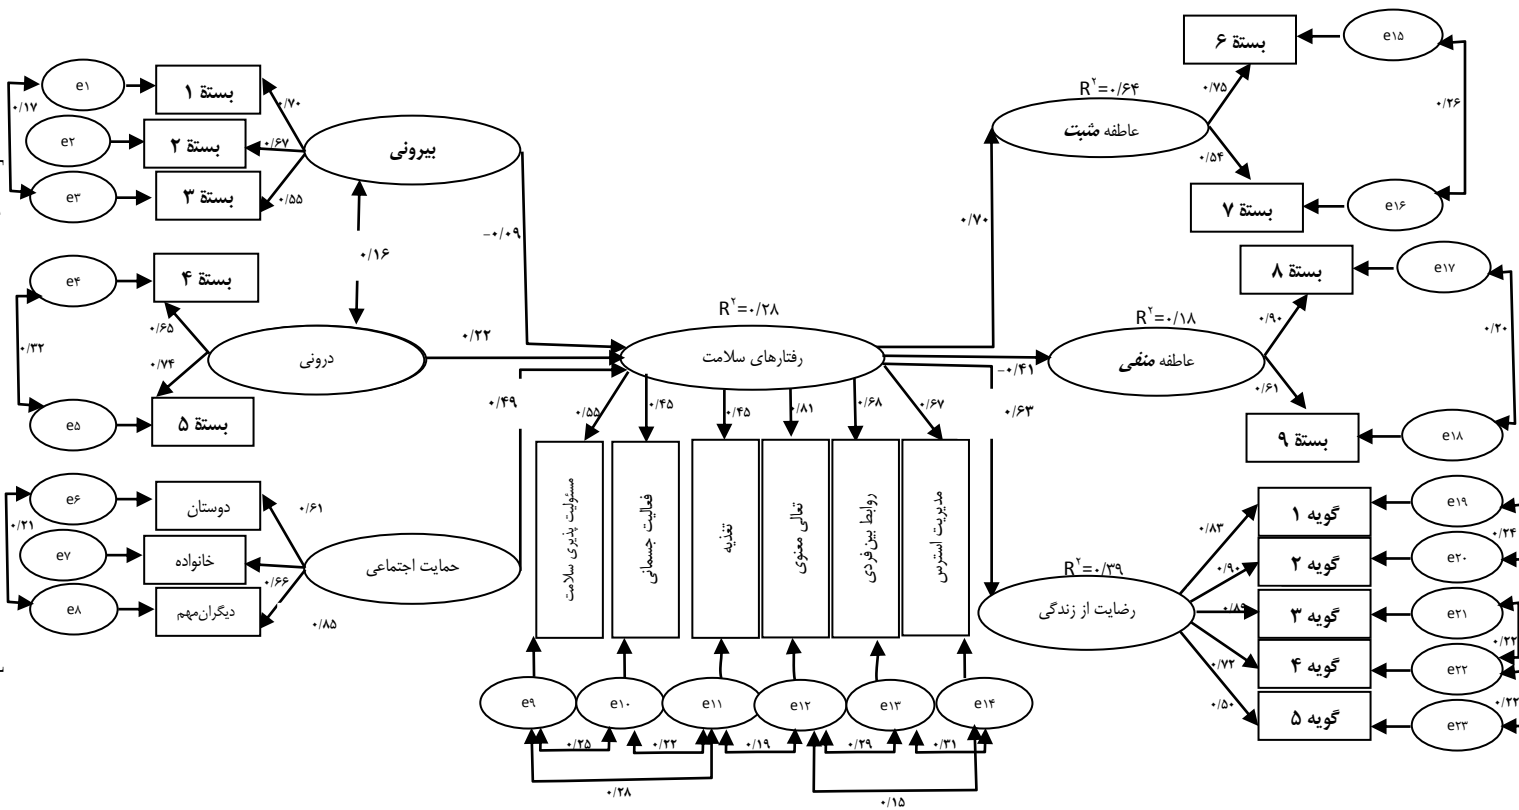 e۱
بستة ۱
۰/۱۷
۰/۷۰
e۲
بستة ۲
۰/۶۷
بیرونی
e۳
بستة ۳
۰/۵۵
-۰/۰۹
۰/۱۶
e۴
بستة ۴
۰/۶۵
۰/۳۲
۰/۷۴
درونی
۰/۲۲
e۵
بستة ۵
۰/۴۹
e۶
دوستان
۰/۶۱
۰/۲۱
e۷
خانواده
۰/۶۶
حمایت اجتماعی
e۸
دیگران‌مهم
۰/۸۵
R۲=۰/۲۸
رفتارهای سلامت
۰/۵۵
۰/۴۵
۰/۴۵
۰/۸۱
۰/۶۸
۰/۶۷
مسئولیت پذیری سلامت
فعالیت جسمانی
تغذیه
تعالی معنوی
روابط بین‌فردی
مدیریت استرس
e۹
e۱۰
e۱۱
e۱۲
e۱۳
e۱۴
۰/۲۵
۰/۲۲
۰/۱۹
۰/۲۹
۰/۳۱
۰/۲۸
۰/۱۵
۰/۷۰
-۰/۴۱
۰/۶۳
بستة ۶
e۱۵
R۲=۰/۶۴
۰/۷۵
۰/۲۶
عاطفه مثبت
۰/۵۴
بستة ۷
e۱۶
بستة ۸
e۱۷
R۲=۰/۱۸
۰/۹۰
۰/۲۰
عاطفه منفی
۰/۶۱
بستة ۹
e۱۸
R۲=۰/۳۹
رضایت از زندگی
۰/۸۳
گویه ۱
e۱۹
۰/۲۴
۰/۹۰
گویه ۲
e۲۰
۰/۸۹
گویه ۳
e۲۱
۰/۲۲
۰/۷۲
گویه ۴
e۲۲
۰/۲۲
۰/۵۰
گویه ۵
e۲۳